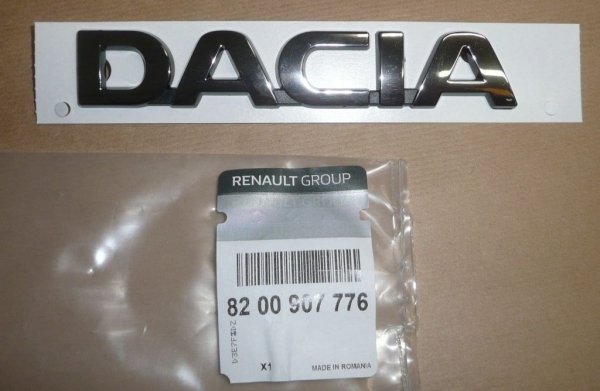 DACIA
RENAULT GROUP
82 00 907 776
X1
MADE IN ROMANIA